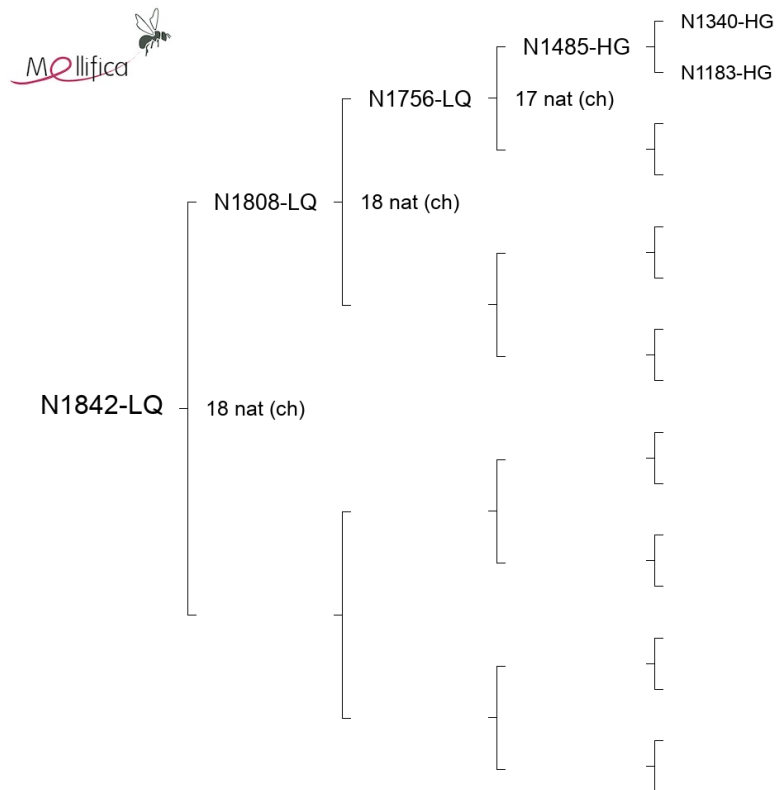 Mellifica
N1340-HG
N1485-HG
N1183-HG
N1756-LQ
17 nat (ch)
N1808-LQ
18 nat (ch)
N1842-LQ
18 nat (ch)